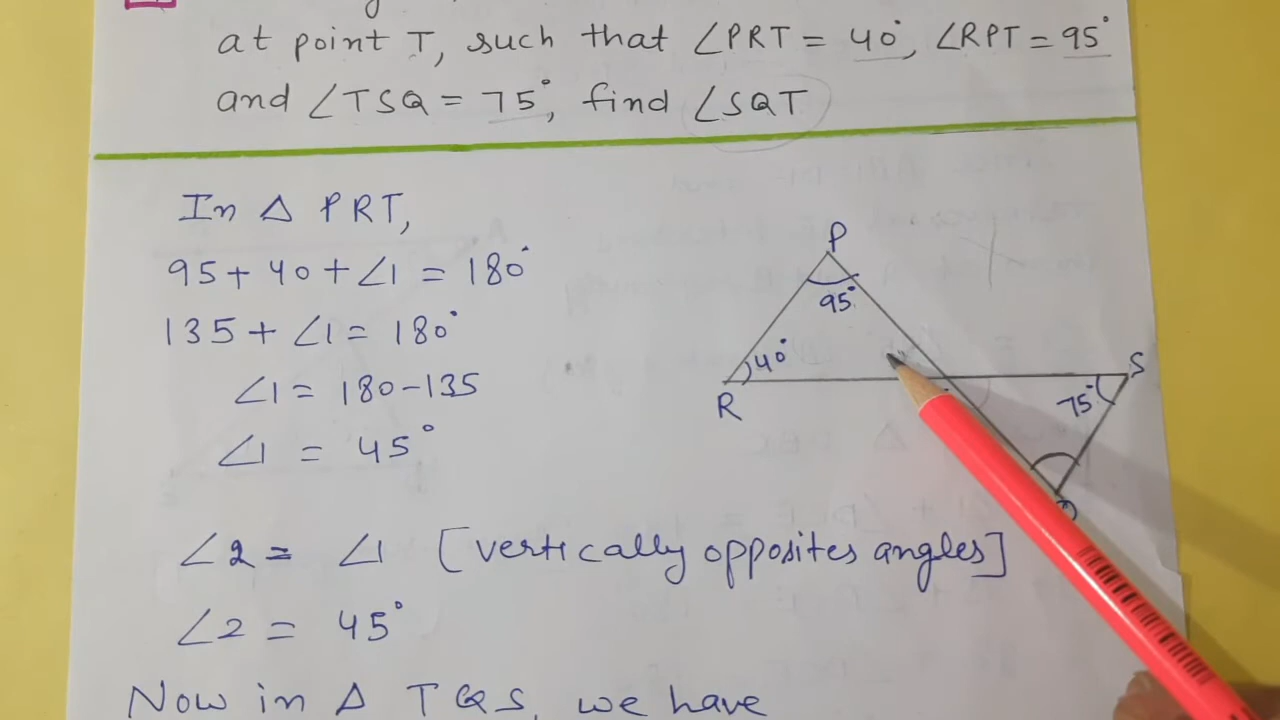 at point T, such that ∠PRT = 40°, ∠RPT = 95°
and ∠TSQ = 75°, find ∠SQT
In △ PRT,
95 + 40 + ∠1 = 180°
135 + ∠1 = 180°
∠1 = 180 - 135
∠1 = 45°
∠2 = ∠1 [vertically opposites angles]
∠2 = 45°
Now in △ TQS, we have
P
95°
40°
R
S
75°